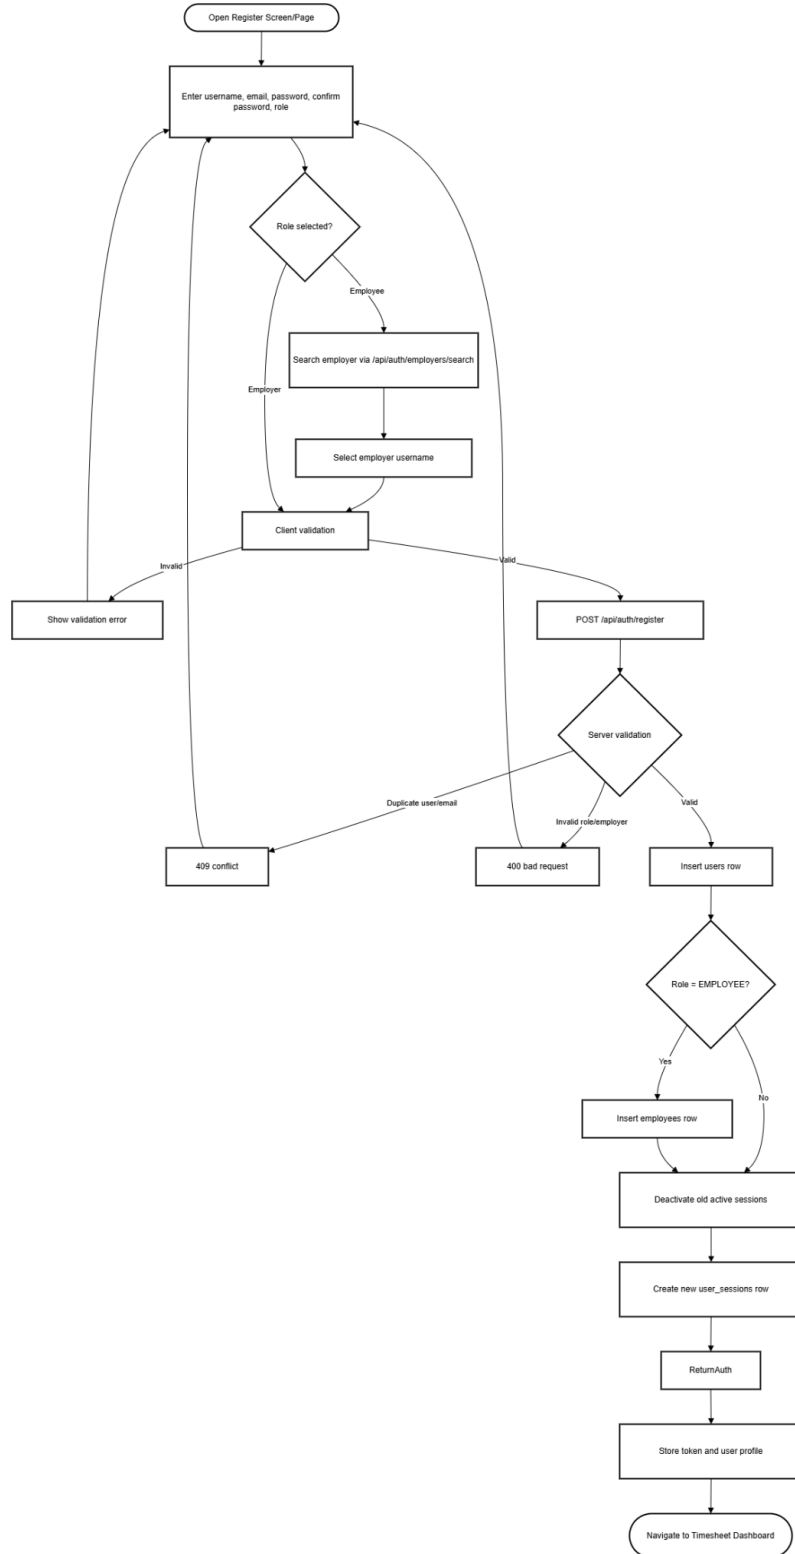 Open Register Screen/Page
Enter username, email, password, confirm
password, role
Role selected?
Employee
Search employer via /api/auth/employers/search
Employer
Select employer username
Client validation
Invalid
Valid
Show validation error
POST /api/auth/register
Server validation
Duplicate user/email
Invalid role/employer
Valid
409 conflict
400 bad request
Insert users row
Role = EMPLOYEE?
Yes
No
Insert employees row
Deactivate old active sessions
Create new user_sessions row
ReturnAuth
Store token and user profile
Navigate to Timesheet Dashboard